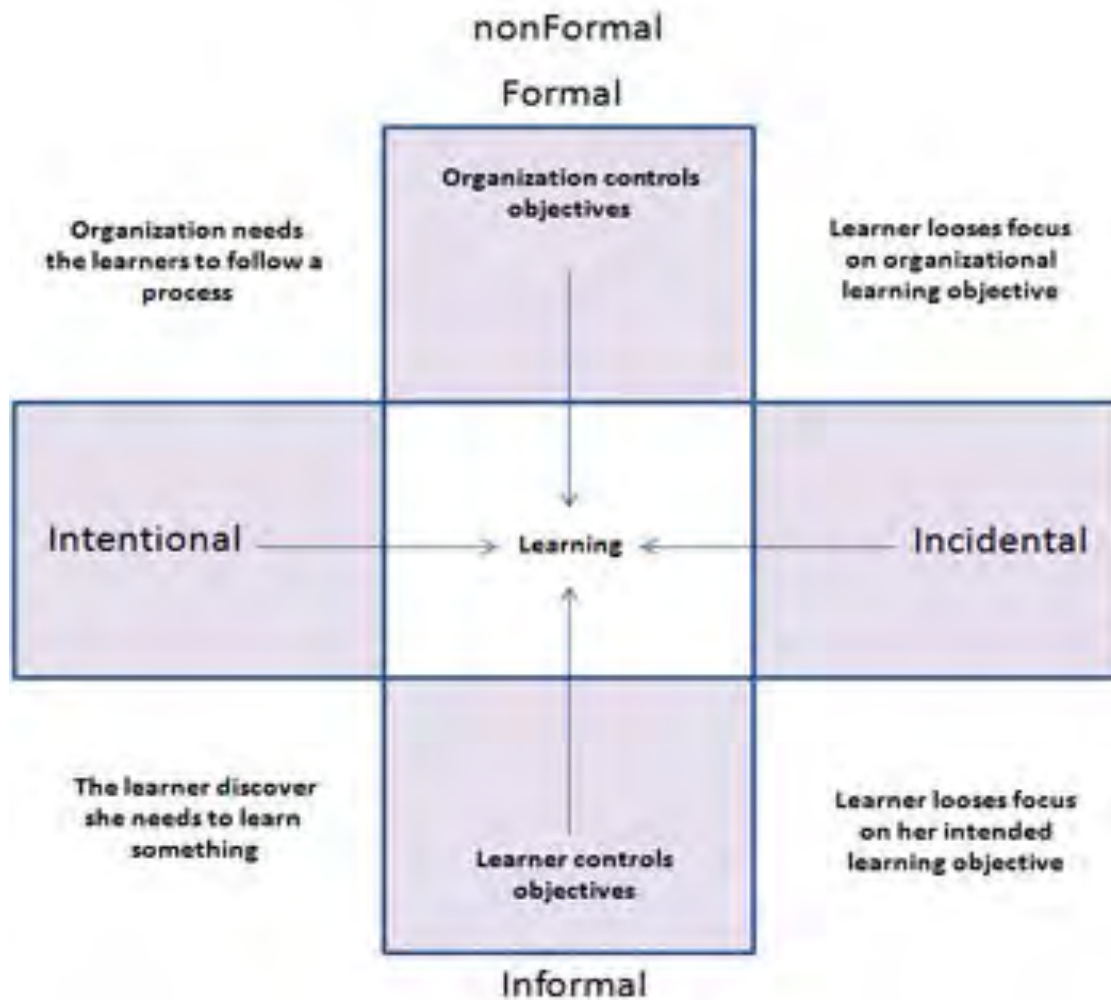 nonFormal
Formal
Organization controls
objectives
Organization needs
the learners to follow a
process
Learner looses focus
on organizational
learning objective
Intentional
Learning
Incidental
The learner discover
she needs to learn
something
Learner controls
objectives
Learner looses focus
on her intended
learning objective
Informal